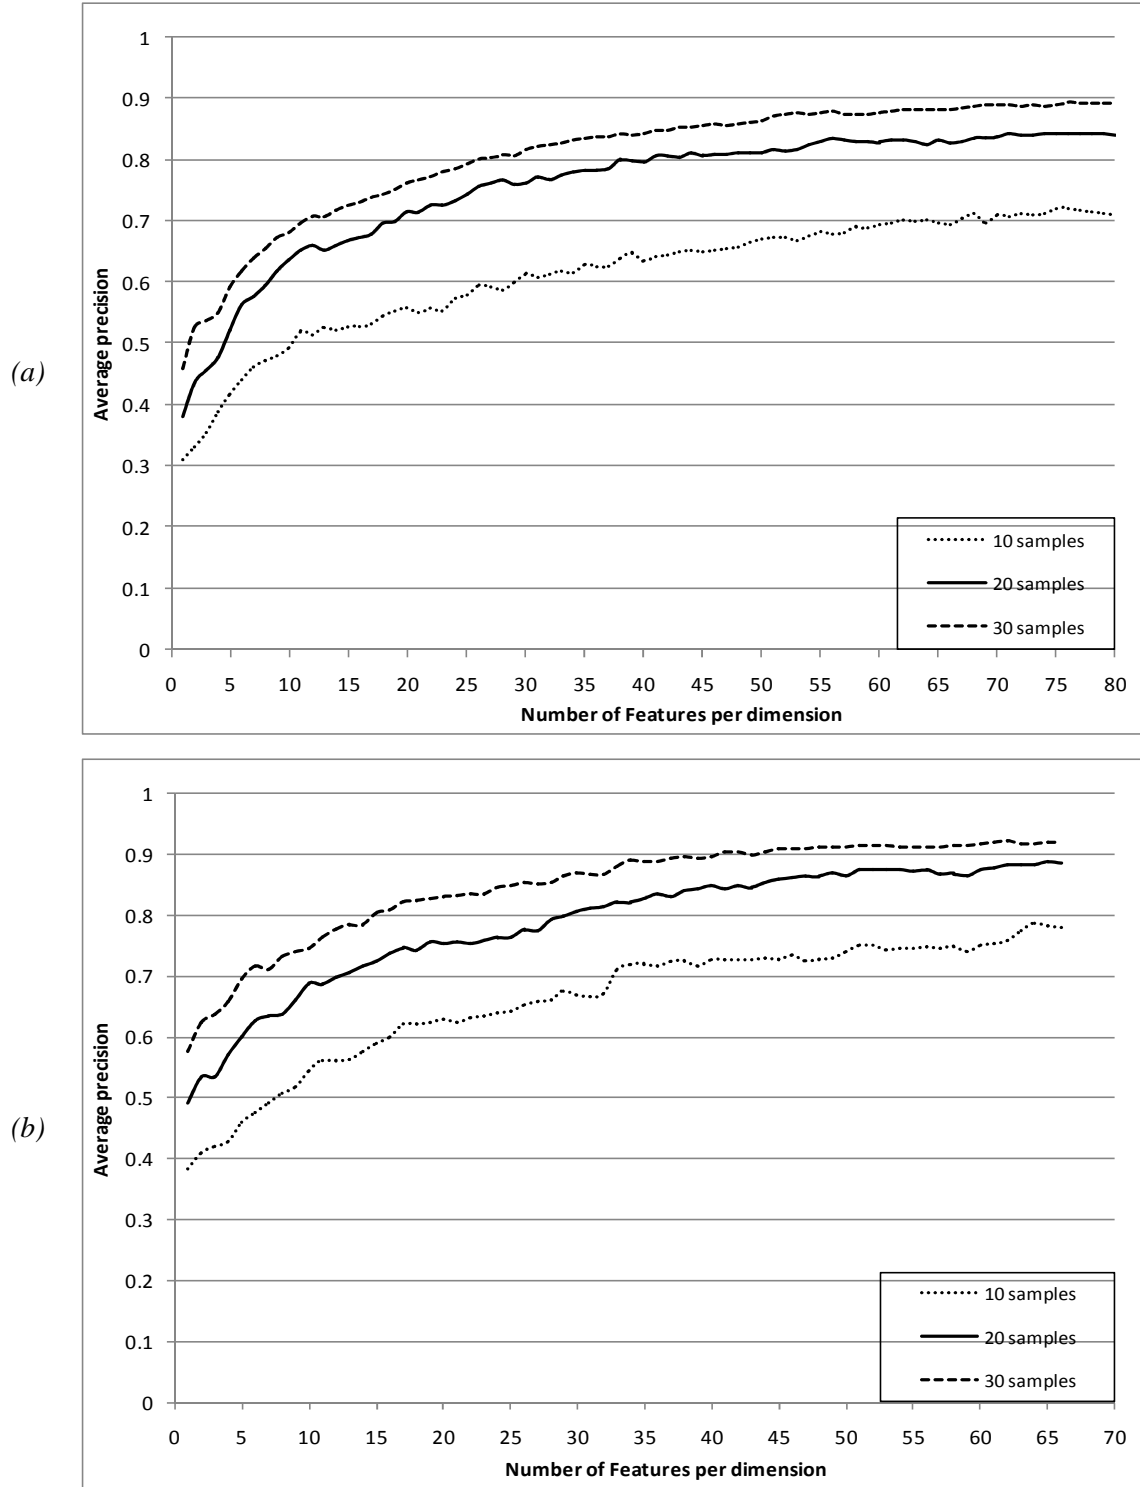 (a)
Average precision
1
0.9
0.8
0.7
0.6
0.5
0.4
0.3
0.2
0.1
0
0 5 10 15 20 25 30 35 40 45 50 55 60 65 70 75 80
Number of Features per dimension
10 samples
20 samples
30 samples
(b)
Average precision
1
0.9
0.8
0.7
0.6
0.5
0.4
0.3
0.2
0.1
0
0 5 10 15 20 25 30 35 40 45 50 55 60 65 70
Number of Features per dimension
10 samples
20 samples
30 samples